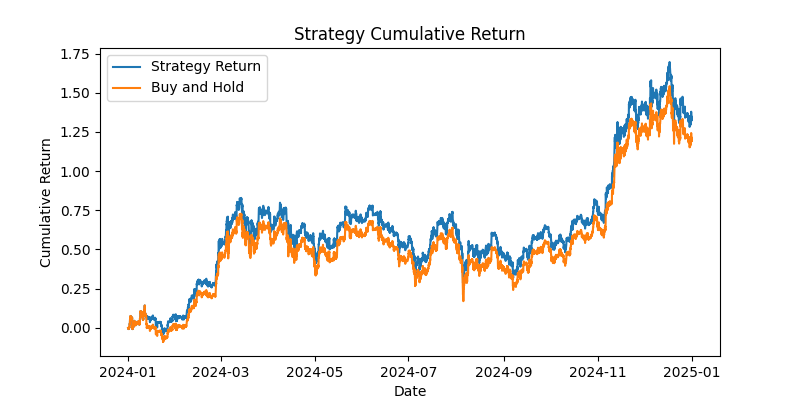 Strategy Cumulative Return
Strategy Return
Buy and Hold
Cumulative Return
1.75
1.50
1.25
1.00
0.75
0.50
0.25
0.00
2024-01 2024-03 2024-05 2024-07 2024-09 2024-11 2025-01
Date